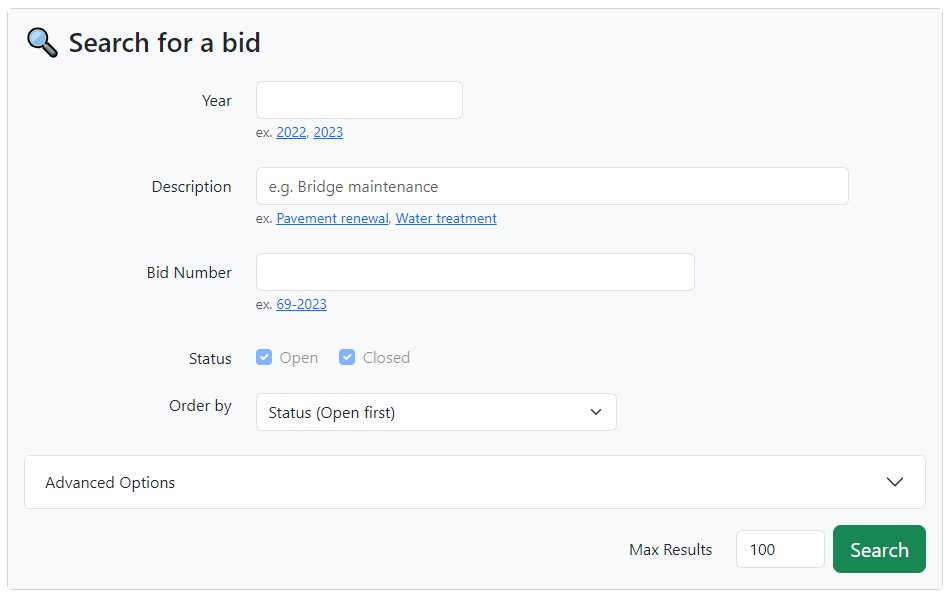 Search for a bid
Year
ex. 2022, 2023
Description
e.g. Bridge maintenance
ex. Pavement renewal, Water treatment
Bid Number
ex. 69-2023
Status Open Closed
Order by
Status (Open first)
Advanced Options
Max Results 100 Search